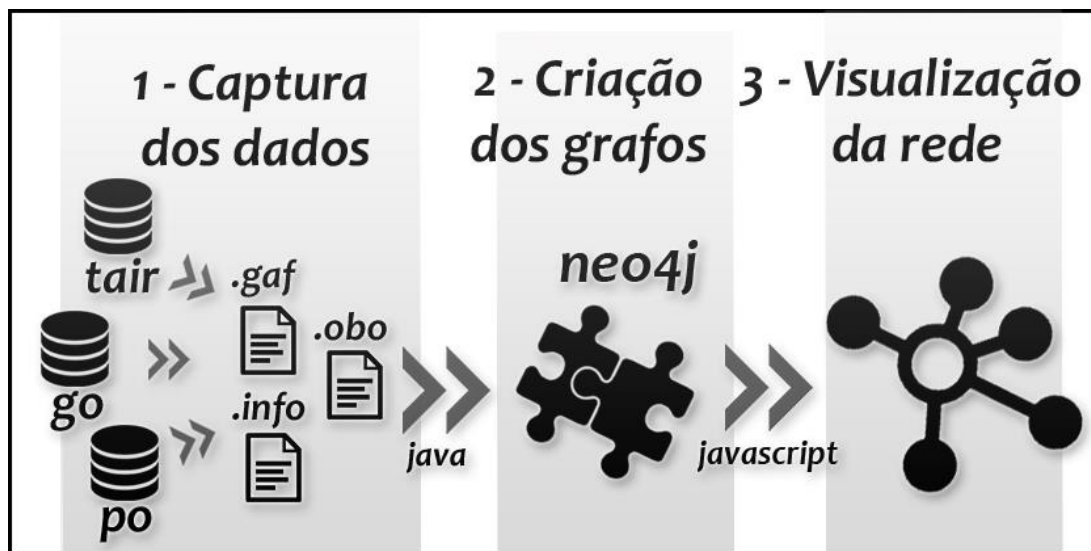 1 - Captura
dos dados
tair
.gaf
.obo
go
.info
po
java
2 - Criação
dos grafos
neo4j
javascript
3 - Visualização
da rede